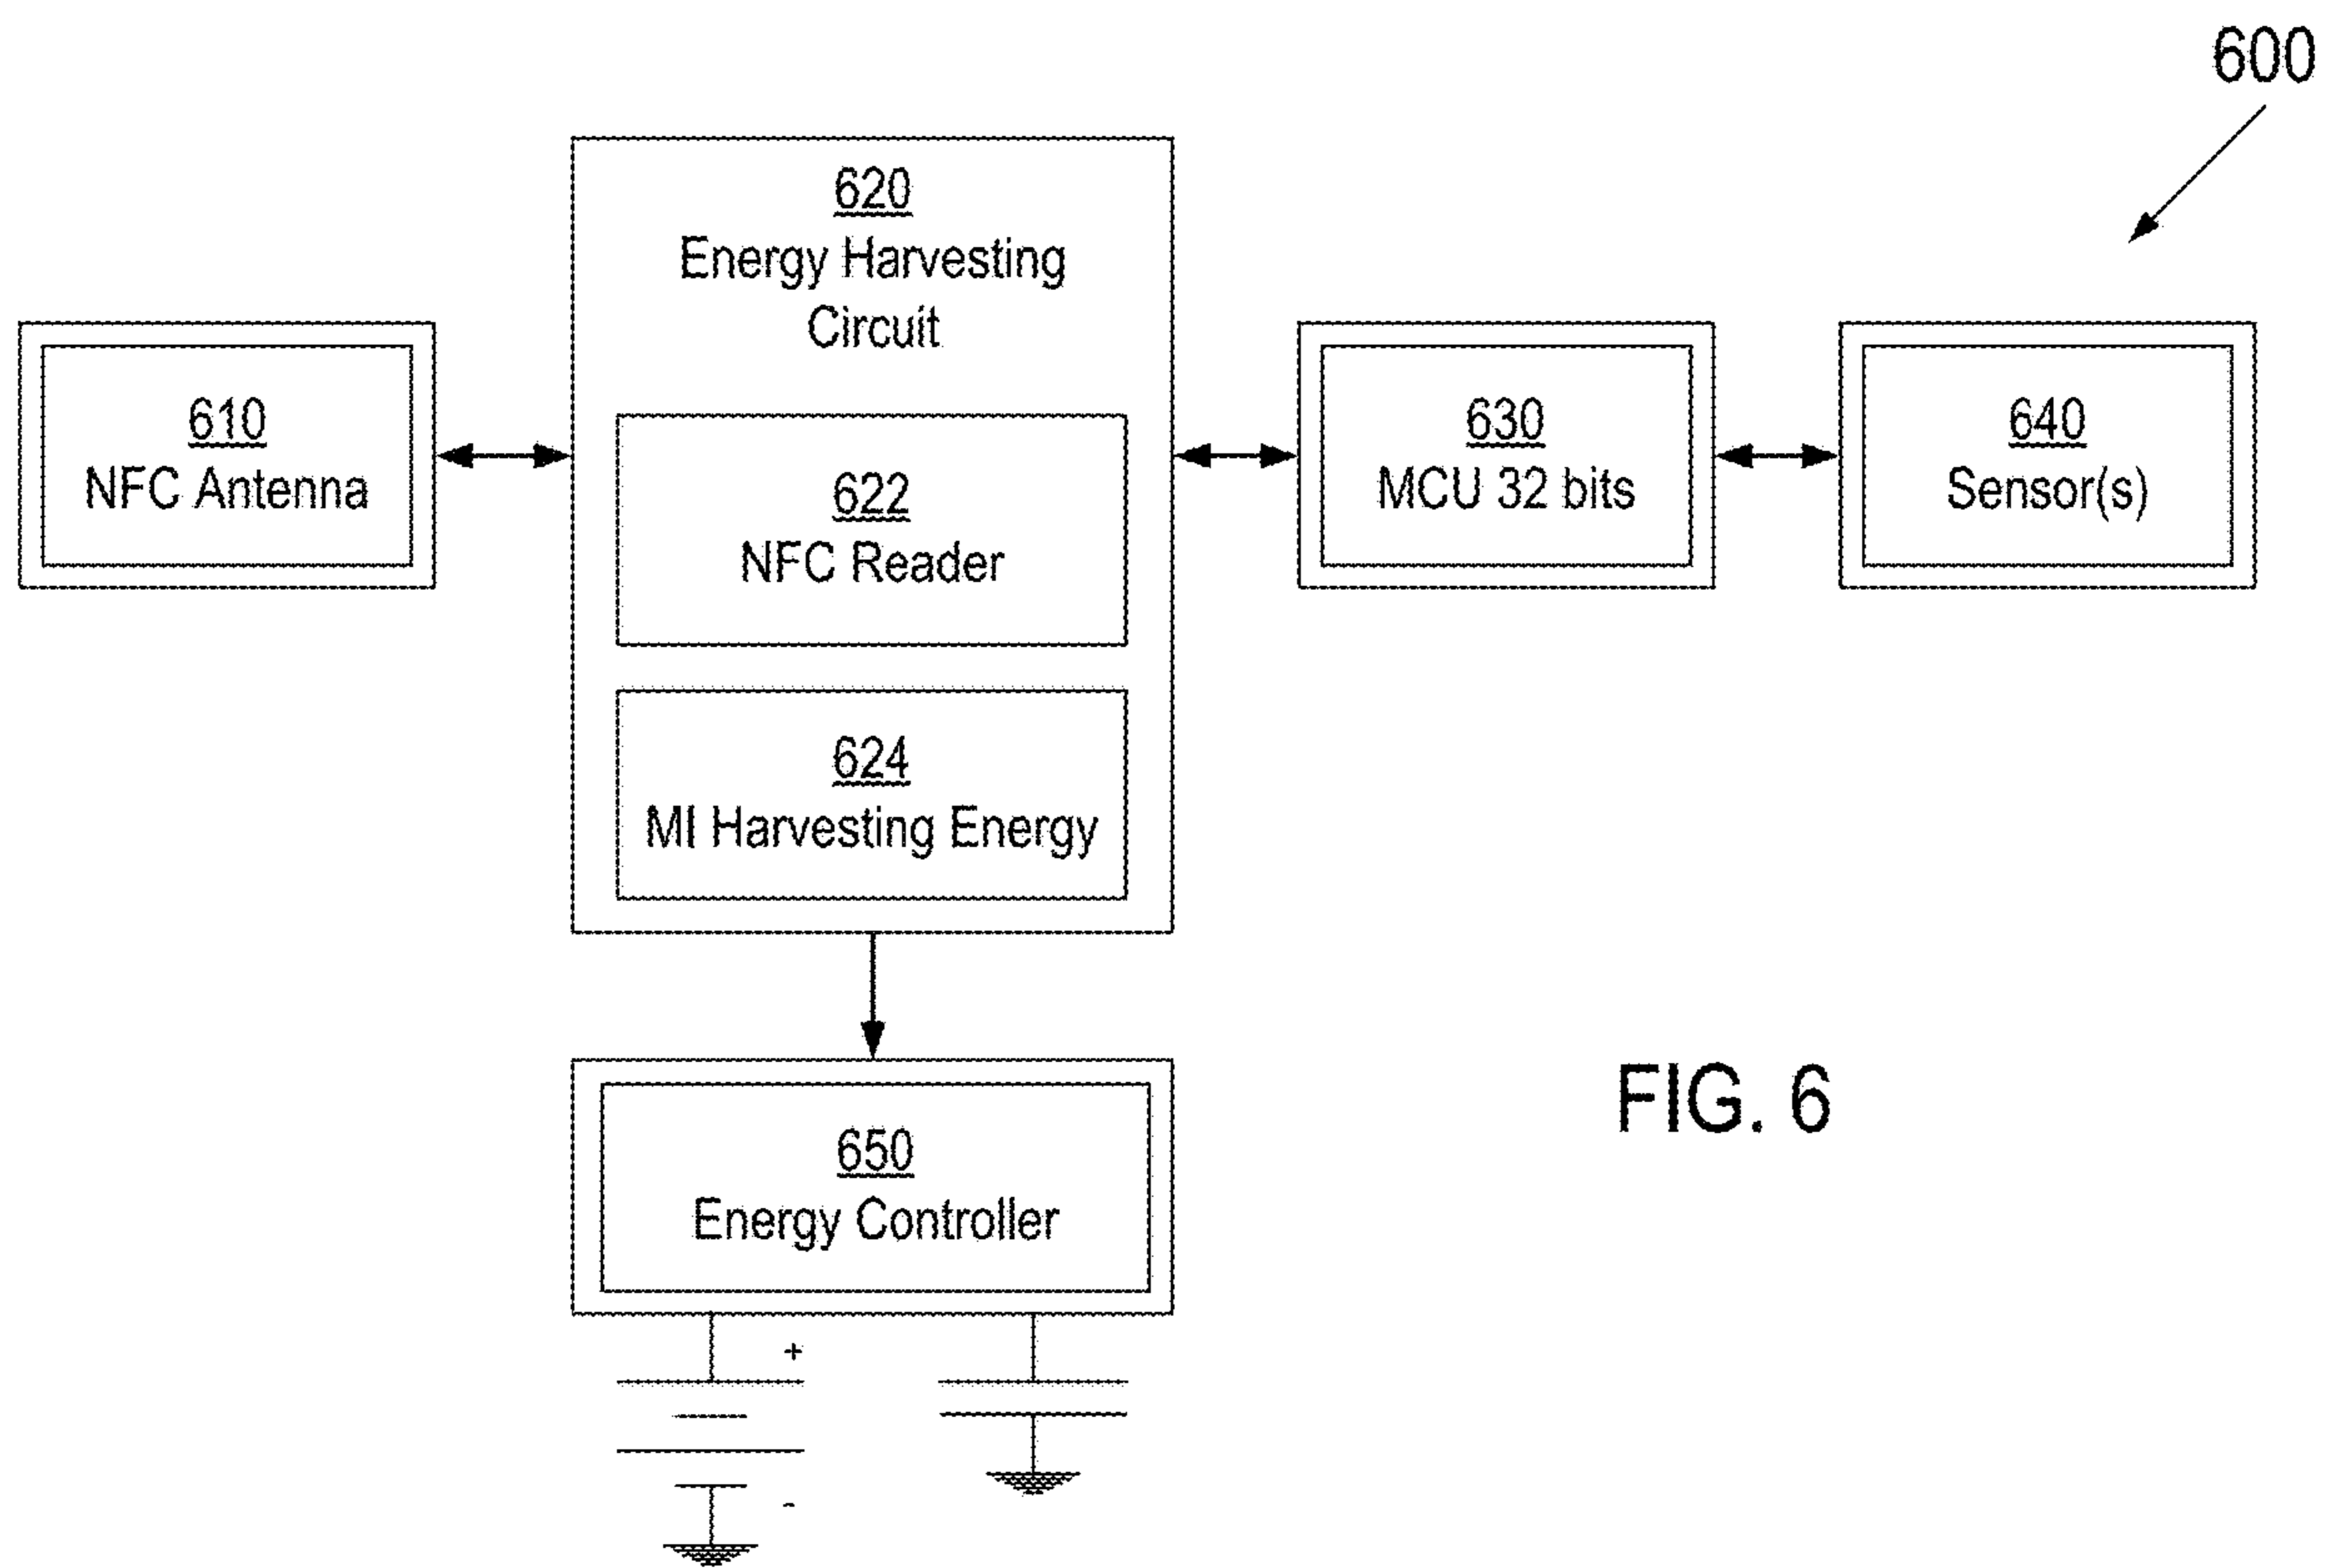 600
620
Energy Harvesting
Circuit
610
NFC Antenna
622
NFC Reader
630
MCU 32 bits
640
Sensor(s)
624
MI Harvesting Energy
650
Energy Controller
FIG. 6
+
-